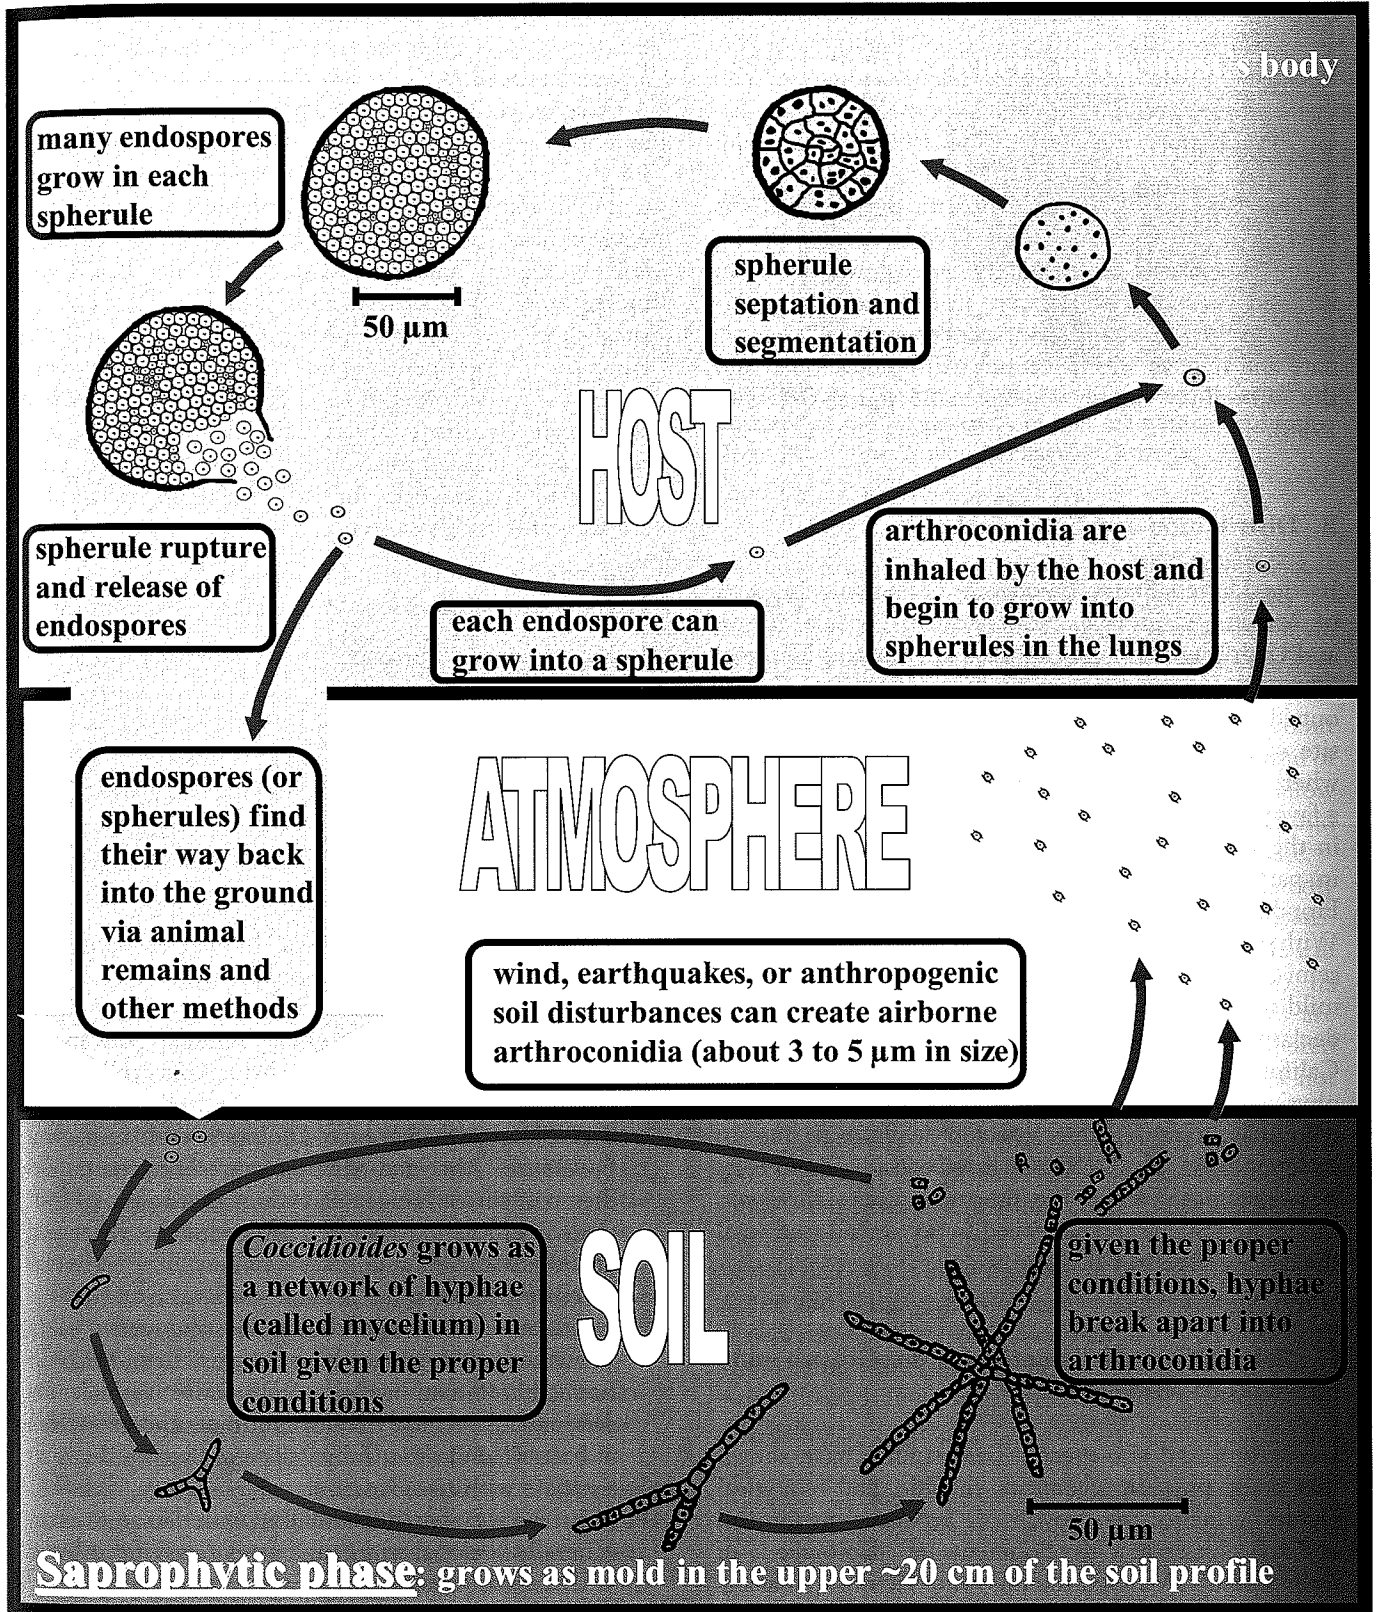 body
many endospores
grow in each
spherule
50 µm
spherule
septation and
segmentation
HOST
spherule rupture
and release of
endospores
each endospore can
grow into a spherule
arthroconidia are
inhaled by the host and
begin to grow into
spherules in the lungs
endospores (or
spherules) find
their way back
into the ground
via animal
remains and
other methods
ATMOSPHERE
wind, earthquakes, or anthropogenic
soil disturbances can create airborne
arthroconidia (about 3 to 5 µm in size)
Coccidioides grows as
a network of hyphae
(called mycelium) in
soil given the proper
conditions
SOIL
given the proper
conditions, hyphae
break apart into
arthroconidia
50 µm
Saprophytic phase: grows as mold in the upper ~20 cm of the soil profile